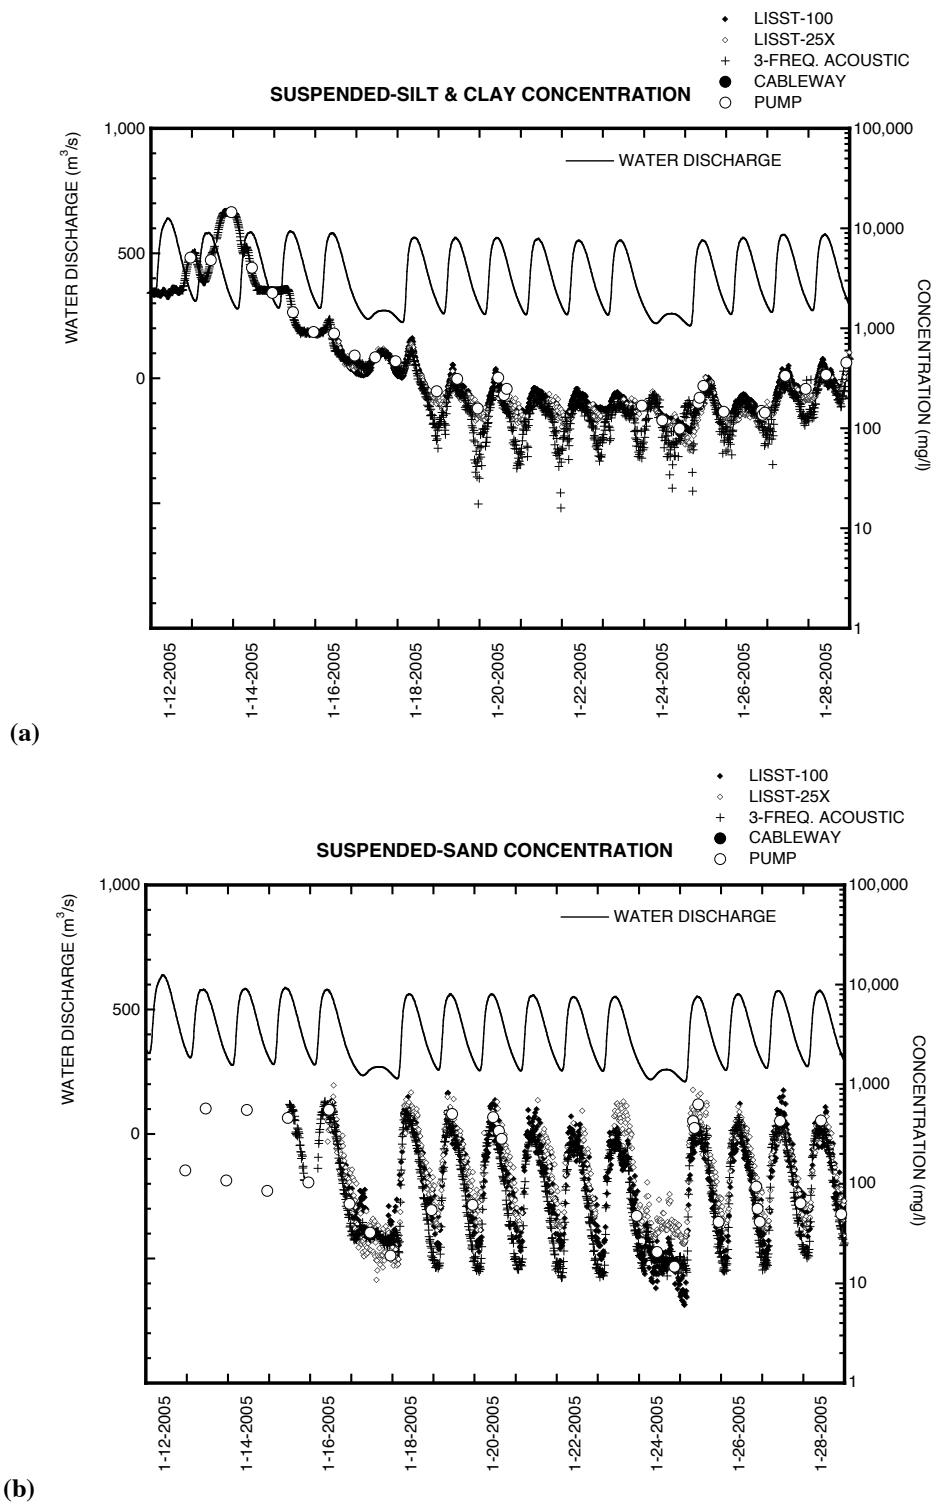 LISST-100
LISST-25X
3-FREQ. ACOUSTIC
CABLEWAY
PUMP
SUSPENDED-SILT & CLAY CONCENTRATION
WATER DISCHARGE
WATER DISCHARGE (m3/s)
1,000
500
0
100,000
10,000
1,000
100
10
1
CONCENTRATION (mg/l)
1-12-2005
1-14-2005
1-16-2005
1-18-2005
1-20-2005
1-22-2005
1-24-2005
1-26-2005
1-28-2005
(a)
LISST-100
LISST-25X
3-FREQ. ACOUSTIC
CABLEWAY
PUMP
SUSPENDED-SAND CONCENTRATION
WATER DISCHARGE
WATER DISCHARGE (m3/s)
1,000
500
0
100,000
10,000
1,000
100
10
1
CONCENTRATION (mg/l)
1-12-2005
1-14-2005
1-16-2005
1-18-2005
1-20-2005
1-22-2005
1-24-2005
1-26-2005
1-28-2005
(b)